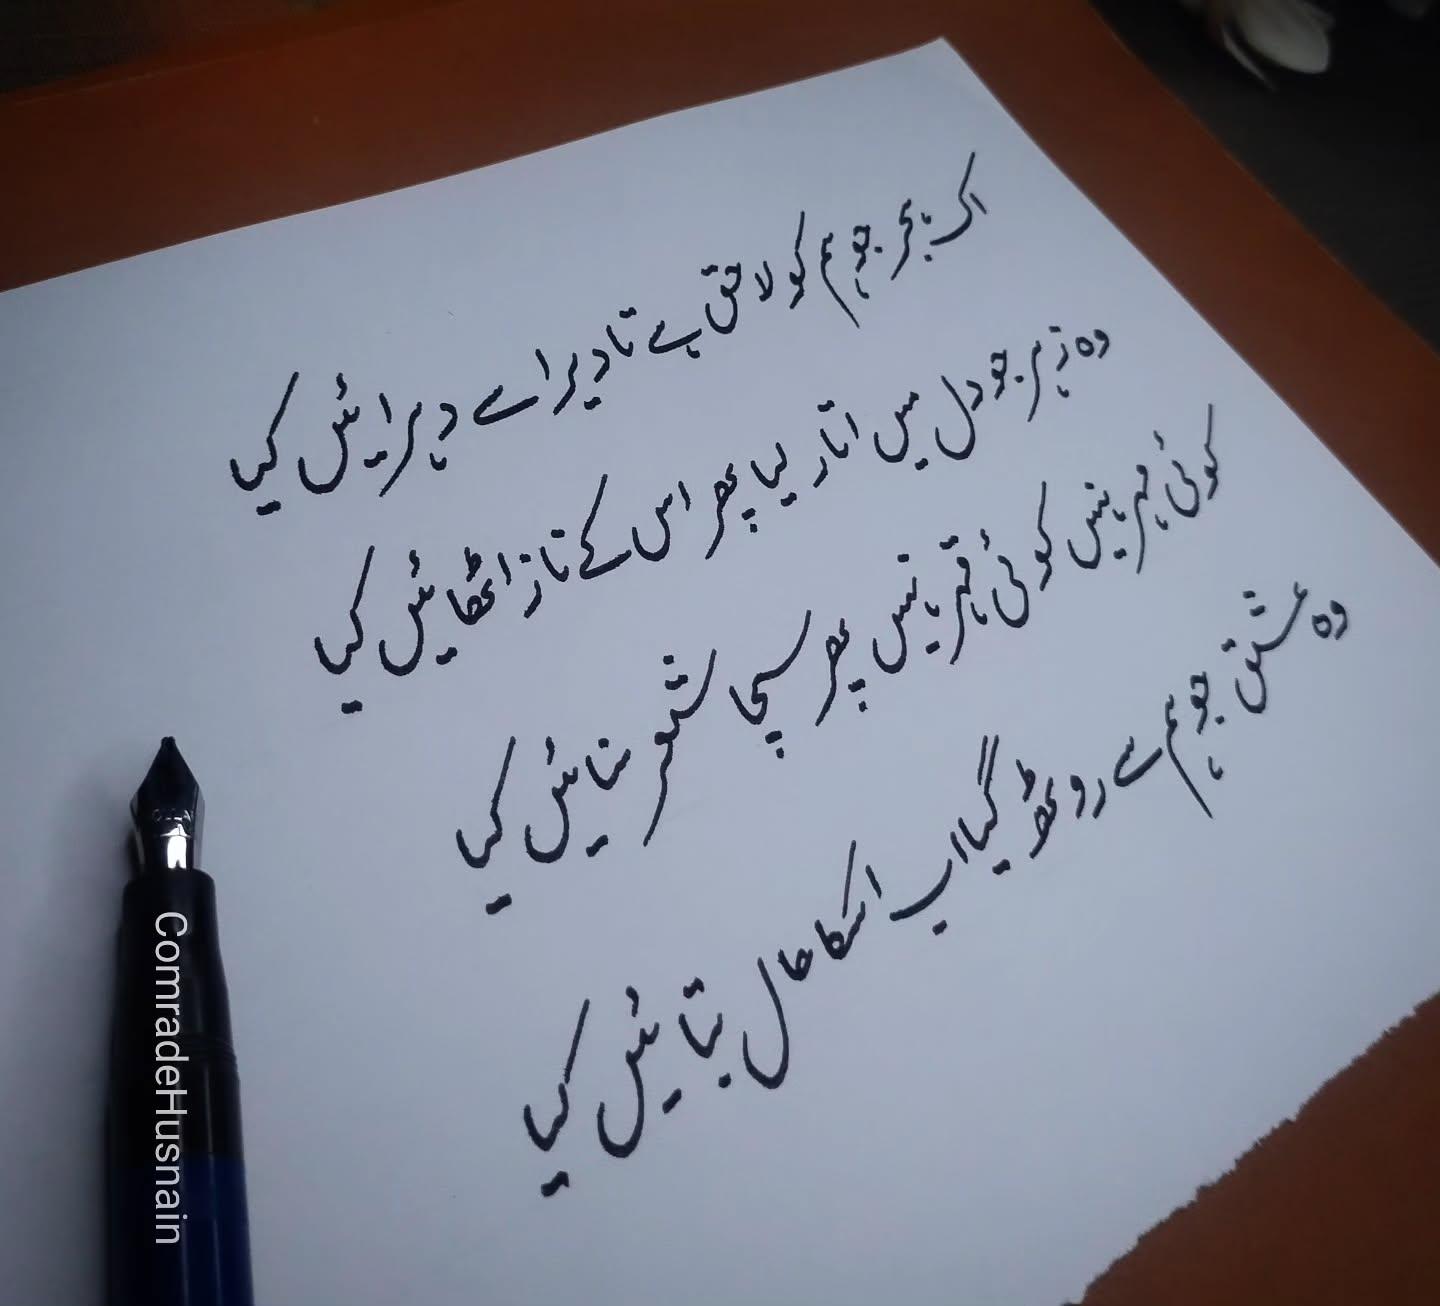 اک ہجر جو ہم کو لاحق ہے تا دیر اسے دہرائیں کیا
وہ زہر جو دل میں اتار لیا پھر اس کے ناز اٹھائیں کیا
کوئی مہر نہیں کوئی قہر نہیں پھر سچا شعر سنائیں کیا
وہ عشق جو ہم سے روٹھ گیا اب اسکا حال بتائیں کیا
ComradeHusnain